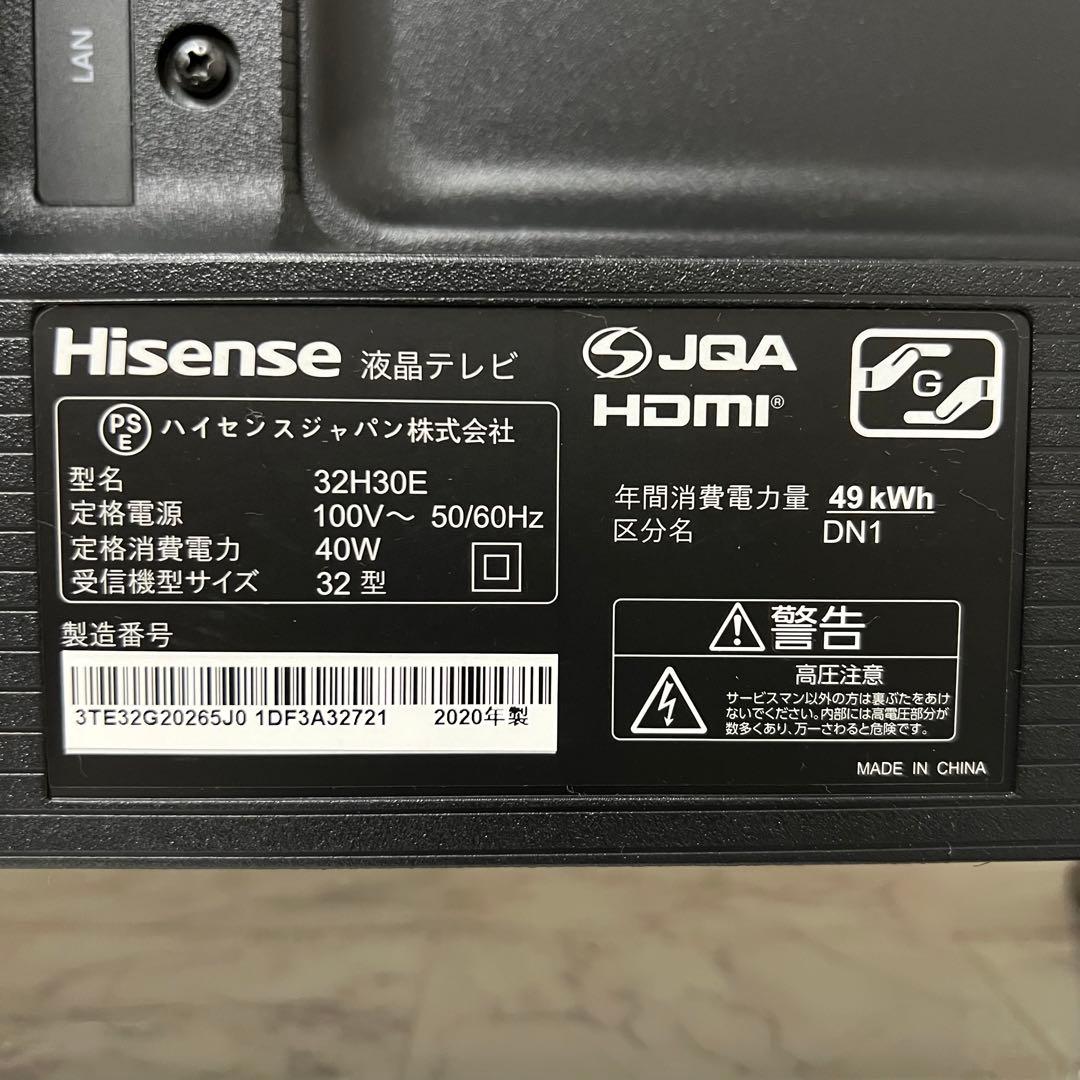 LAN
Hisense 液晶テレビ
PSE ハイセンスジャパン株式会社
型名 32H30E
定格電源 100V～ 50/60Hz
定格消費電力 40W
受信機型サイズ 32 型
製造番号
3TE32G20265J0 1DF3A32721 2020年製
JQA
HDMI®
G
年間消費電力量 49 kWh
区分名 DN1
警告
高圧注意
サービスマン以外の方は裏ぶたをあけ
ないでください。内部には高電圧部分が
数多くあり、万一さわると危険です。
MADE IN CHINA